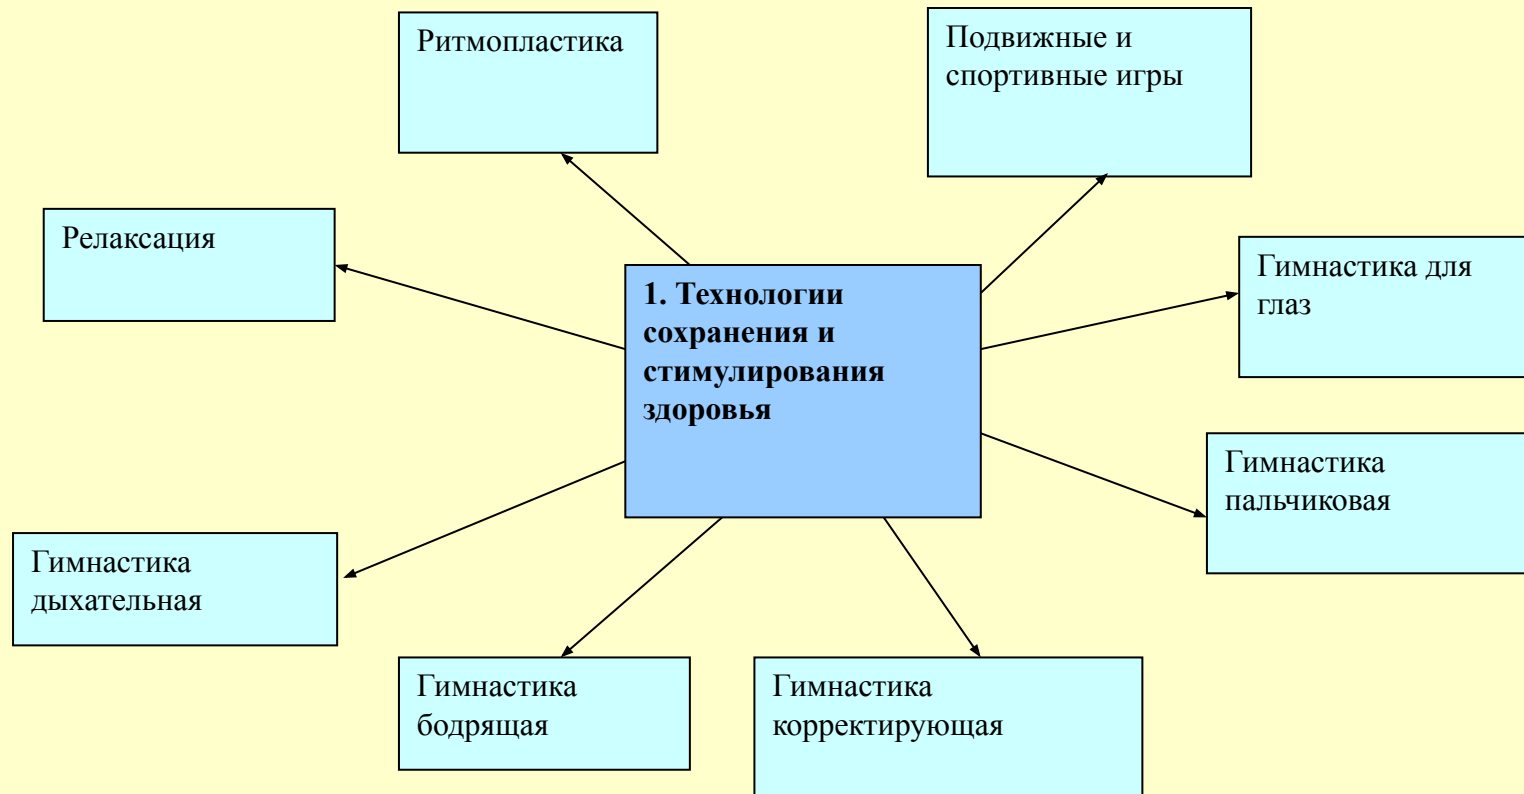 Ритмопластика
Подвижные и
спортивные игры
Релаксация
Гимнастика для
глаз
1. Технологии
сохранения и
стимулирования
здоровья
Гимнастика
пальчиковая
Гимнастика
дыхательная
Гимнастика
бодрящая
Гимнастика
корректирующая